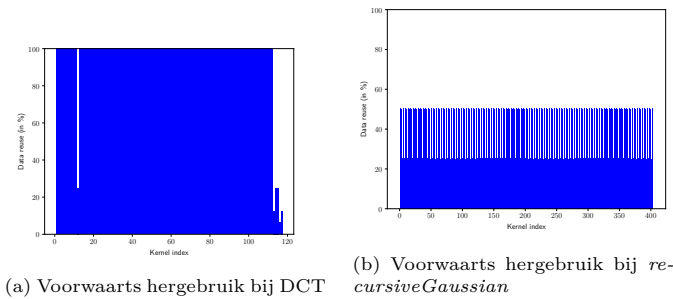 100
80
60
40
20
0
Data reuse (in %)
0 20 40 60 80 100 120
Kernel index
(a) Voorwaarts hergebruik bij DCT
100
80
60
40
20
0
Data reuse (in %)
0 50 100 150 200 250 300 350 400
Kernel index
(b) Voorwaarts hergebruik bij re-
cursiveGaussian